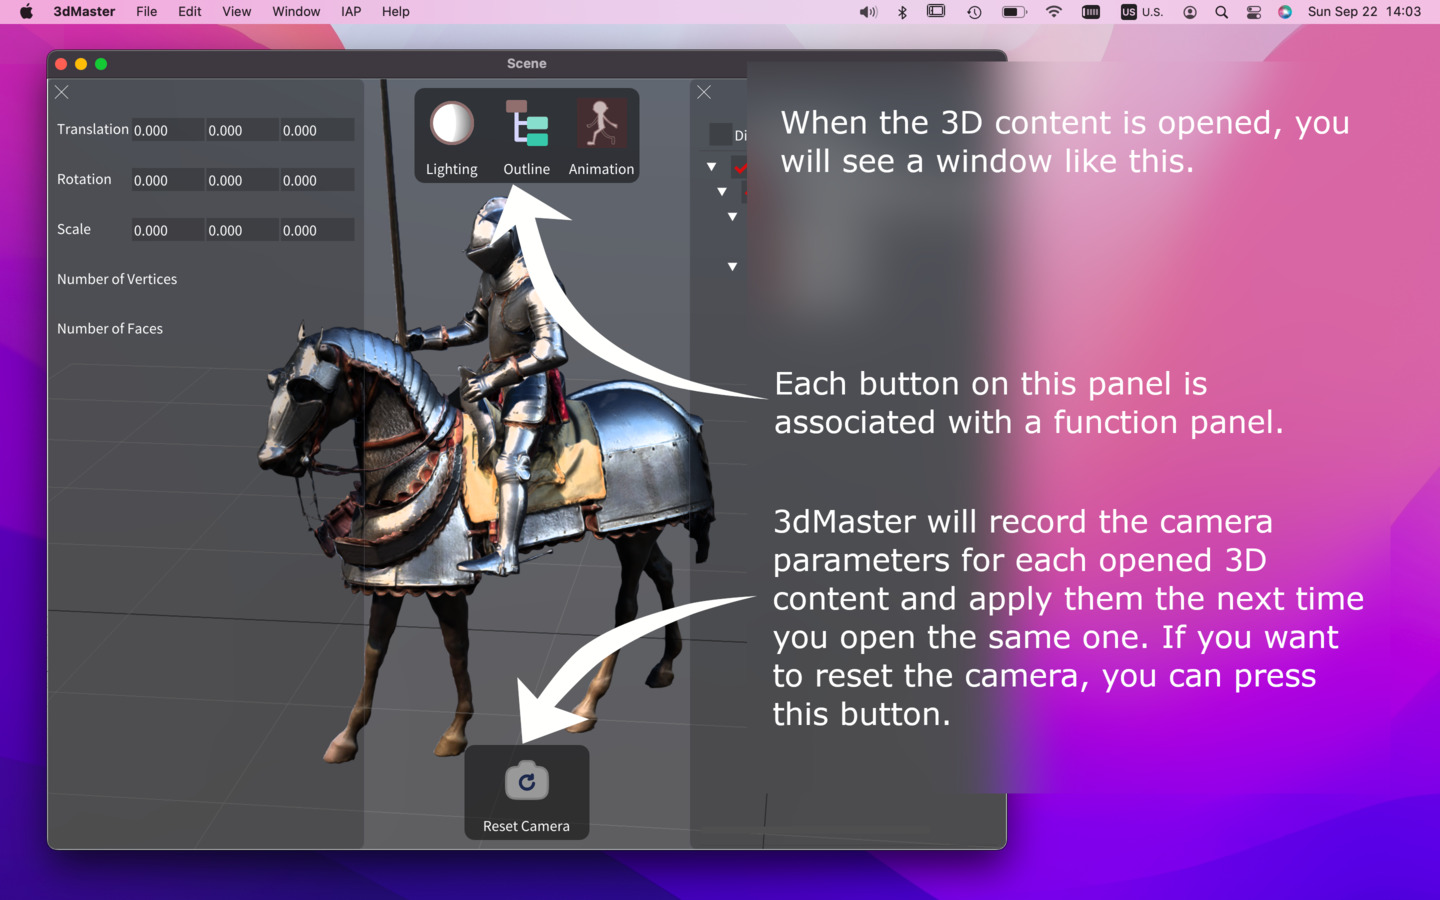 3dMaster File Edit View Window IAP Help US U.S. Sun Sep 22 14:03
Scene
Translation 0.000 0.000 0.000
Rotation 0.000 0.000 0.000
Scale 0.000 0.000 0.000
Number of Vertices
Number of Faces
Lighting Outline Animation
Di
When the 3D content is opened, you
will see a window like this.
Each button on this panel is
associated with a function panel.
3dMaster will record the camera
parameters for each opened 3D
content and apply them the next time
you open the same one. If you want
to reset the camera, you can press
this button.
Reset Camera